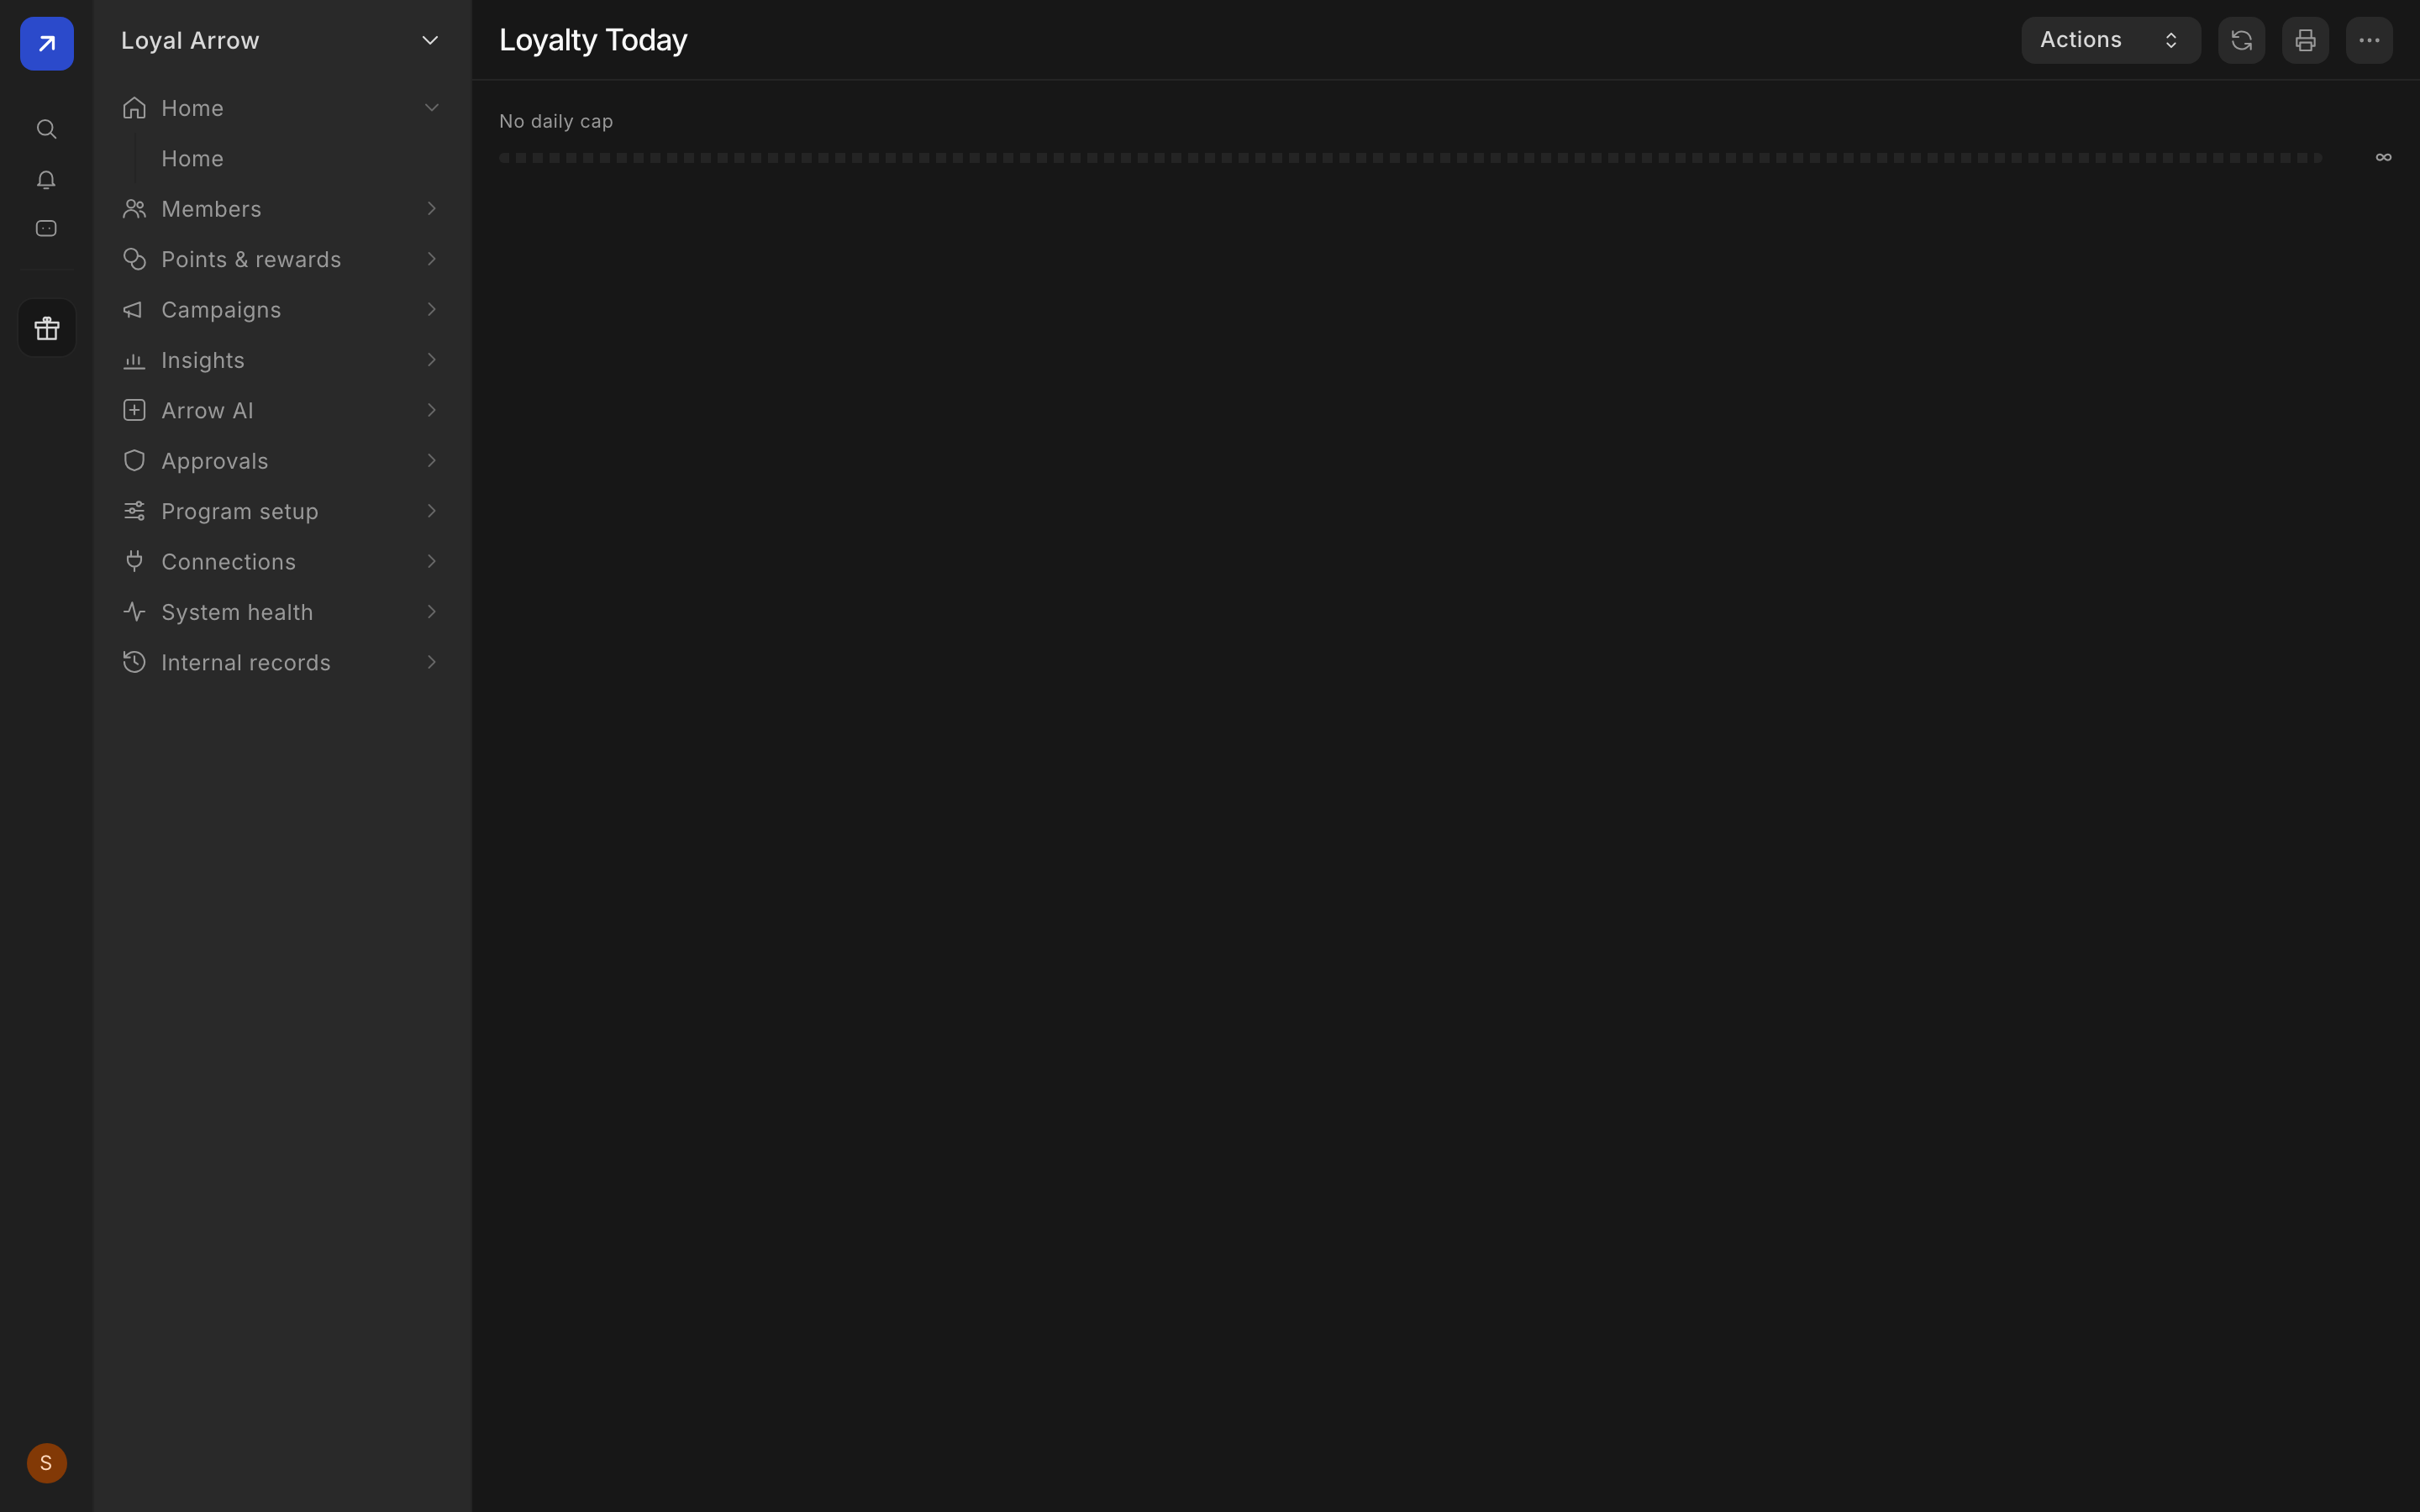 Loyal Arrow
Home
Home
Members
Points & rewards
Campaigns
Insights
Arrow AI
Approvals
Program setup
Connections
System health
Internal records
S
Loyalty Today
Actions
No daily cap
∞